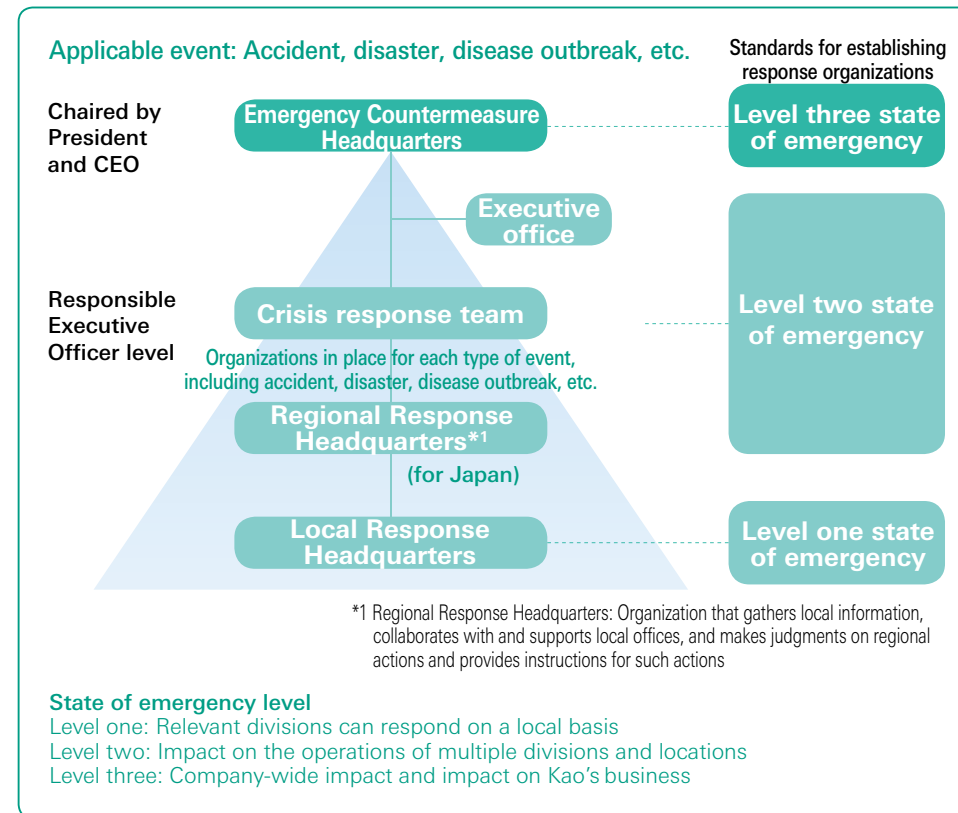 Applicable event: Accident, disaster, disease outbreak, etc.
Standards for establishing
response organizations
Chaired by
President
and CEO
Emergency Countermeasure
Headquarters
Level three state
of emergency
Executive
office
Responsible
Executive
Officer level
Crisis response team
Level two state
of emergency
Organizations in place for each type of event,
including accident, disaster, disease outbreak, etc.
Regional Response
Headquarters*1
(for Japan)
Local Response
Headquarters
Level one state
of emergency
*1 Regional Response Headquarters: Organization that gathers local information,
collaborates with and supports local offices, and makes judgments on regional
actions and provides instructions for such actions
State of emergency level
Level one: Relevant divisions can respond on a local basis
Level two: Impact on the operations of multiple divisions and locations
Level three: Company-wide impact and impact on Kao's business